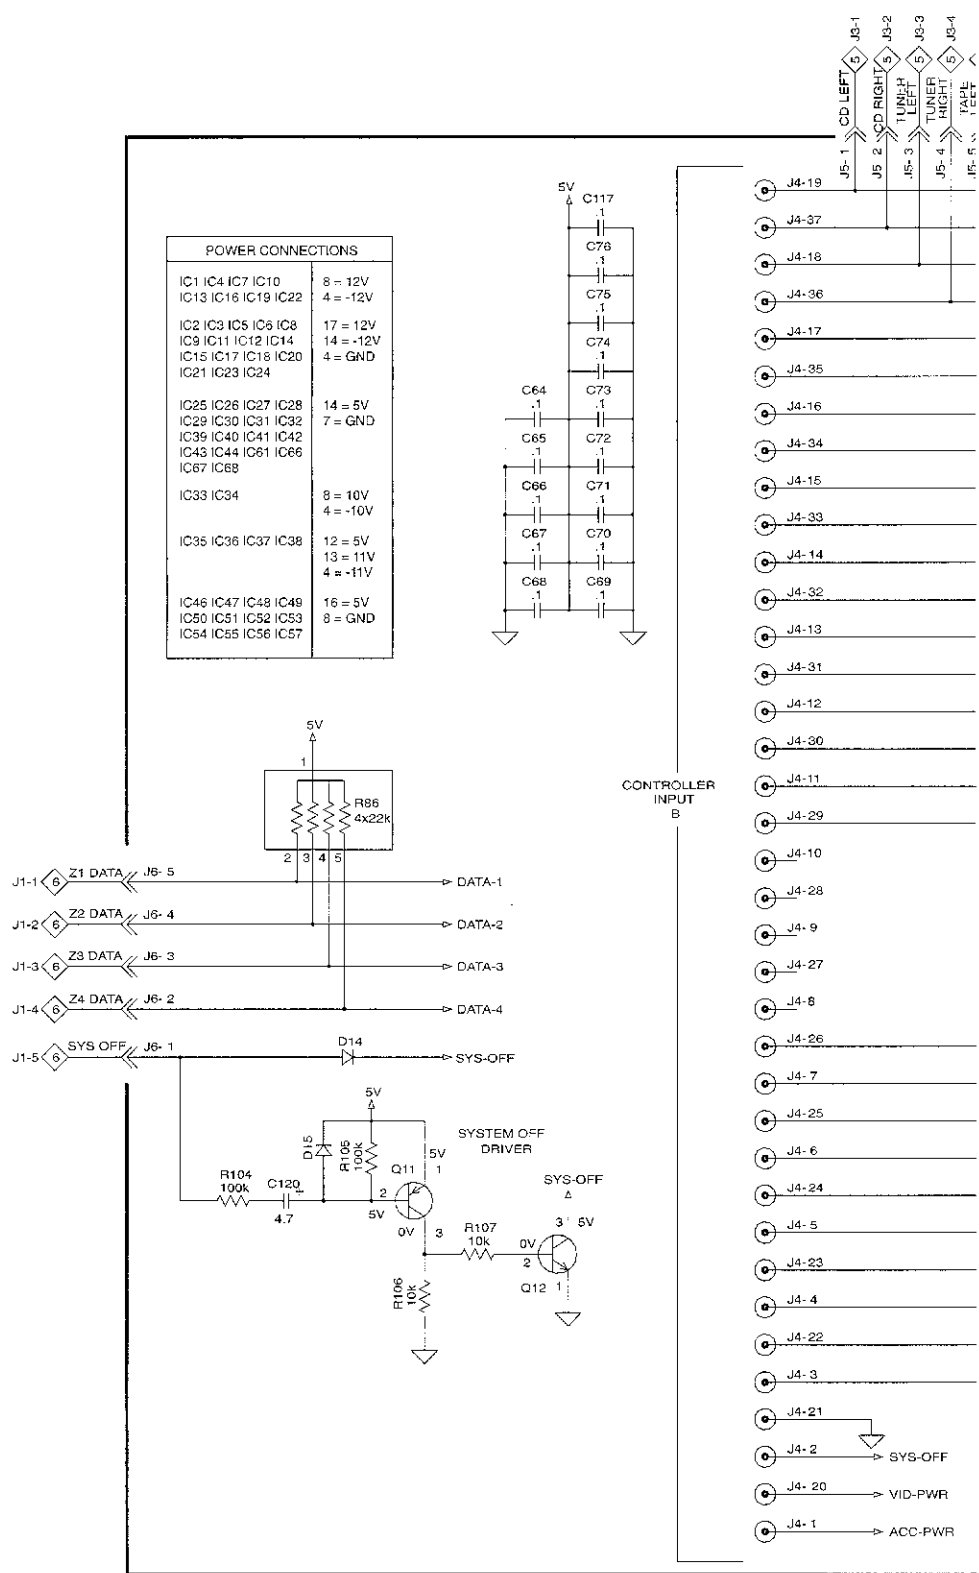 J3-1
J3-2
J3-3
J3-4
5
5
5
5
CD LEFT
CD RIGHT
TUNER
LEFT
TUNER
RIGHT
TAPE
LEFT
J5- 1
J5 2
J5- 3
J5- 4
J5- 5
POWER CONNECTIONS
IC1 IC4 IC7 IC10
IC13 IC16 IC19 IC22
8 = 12V
4 = -12V
IC2 IC3 IC5 IC6 IC8
IC9 IC11 IC12 IC14
IC15 IC17 IC18 IC20
IC21 IC23 IC24
17 = 12V
14 = -12V
4 = GND
IC25 IC26 IC27 IC28
IC29 IC30 IC31 IC32
IC39 IC40 IC41 IC42
IC43 IC44 IC61 IC66
IC67 IC68
14 = 5V
7 = GND
IC33 IC34
8 = 10V
4 = -10V
IC35 IC36 IC37 IC38
12 = 5V
13 = 11V
4 = -11V
IC46 IC47 IC48 IC49
IC50 IC51 IC52 IC53
IC54 IC55 IC56 IC57
16 = 5V
8 = GND
5V
C117
.1
C76
.1
C75
.1
C74
.1
C64
.1
C73
.1
C65
.1
C72
.1
C66
.1
C71
.1
C67
.1
C70
.1
C68
.1
C69
.1
5V
1
R86
4x22k
2 3 4 5
J1-1 6 Z1 DATA J6- 5 DATA-1
J1-2 6 Z2 DATA J6- 4 DATA-2
J1-3 6 Z3 DATA J6- 3 DATA-3
J1-4 6 Z4 DATA J6- 2 DATA-4
J1-5 6 SYS OFF J6- 1 D14 SYS-OFF
5V
SYSTEM OFF
DRIVER
D15
R105
100k
5V
1
Q11
R104
100k
C120
+
4.7
2
5V
0V
3
SYS-OFF
R107
10k
3 5V
0V
2
Q12 1
R106
10k
CONTROLLER
INPUT
B
J4-19
J4-37
J4-18
J4-36
J4-17
J4-35
J4-16
J4-34
J4-15
J4-33
J4-14
J4-32
J4-13
J4-31
J4-12
J4-30
J4-11
J4-29
J4-10
J4-28
J4- 9
J4-27
J4-8
J4-26
J4- 7
J4-25
J4- 6
J4-24
J4- 5
J4-23
J4- 4
J4-22
J4- 3
J4-21
J4- 2 SYS-OFF
J4- 20 VID-PWR
J4- 1 ACC-PWR